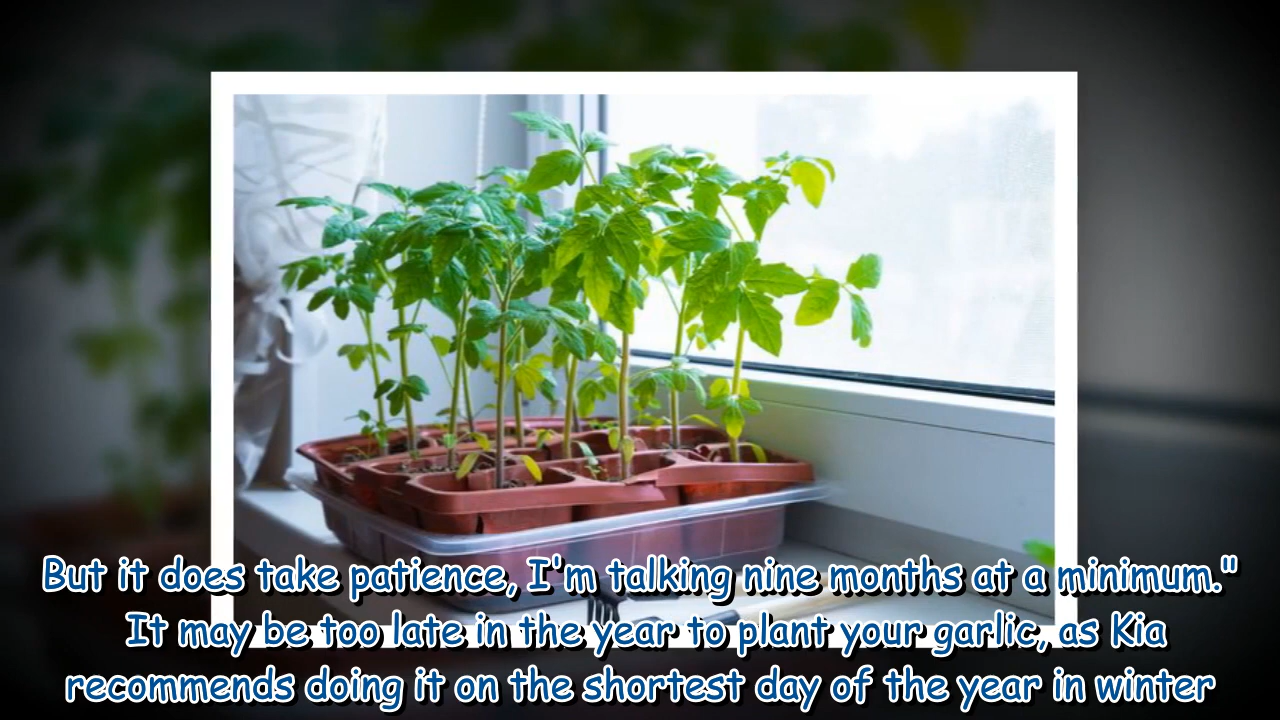 But it does take patience, I'm talking nine months at a minimum."
It may be too late in the year to plant your garlic, as Kia
recommends doing it on the shortest day of the year in winter